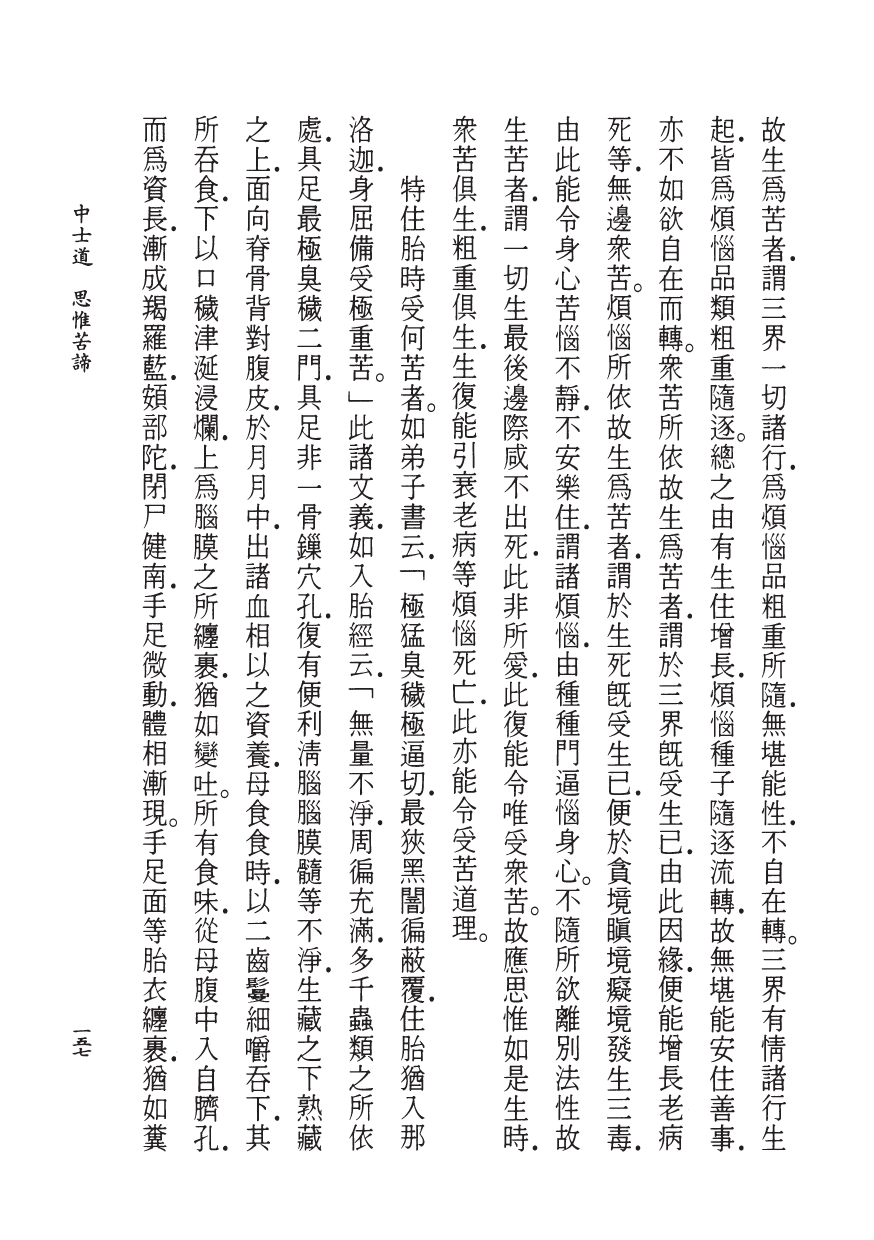 故生爲苦者．謂三界一切諸行．爲煩惱品粗重所隨．無堪能性．不自在轉。三界有情諸行生
起．皆爲煩惱品類粗重隨逐。總之由有生住增長．煩惱種子隨逐流轉．故無堪能安住善事．
亦不如欲自在而轉。衆苦所依故生爲苦者．謂於三界旣受生已．由此因緣．便能增長老病
死等．無邊衆苦。煩惱所依故生爲苦者．謂於生死旣受生已．便於貪境瞋境癡境發生三毒．
由此能令身心苦惱不靜．不安樂住．謂諸煩惱．由種種門逼惱身心。不隨所欲離別法性故
生苦者．謂一切生最後邊際咸不出死．此非所愛．此復能令唯受衆苦。故應思惟如是生時．
衆苦俱生．粗重俱生．生復能引衰老病等煩惱死亡．此亦能令受苦道理。
特住胎時受何苦者。如弟子書云．「極猛臭穢極逼切．最狹黑闇徧蔽覆．住胎猶入那
洛迦．身屈備受極重苦。」此諸文義．如入胎經云．「無量不淨．周徧充滿．多千蟲類之所依
處．具足最極臭穢二門．具足非一骨鏁穴孔．復有便利淸腦腦膜髓等不淨．生藏之下熟藏
之上．面向脊骨背對腹皮．於月月中．出諸血相以之資養．母食食時．以二齒鬘細嚼吞下．其
所吞食．下以口穢津涎浸爛．上爲腦膜之所纏裹．猶如變吐。所有食味．從母腹中入自臍孔．
而爲資長．漸成羯羅藍．頞部陀．閉尸健南．手足微動．體相漸現。手足面等胎衣纏裹．猶如糞
中士道　思惟苦諦
一五七